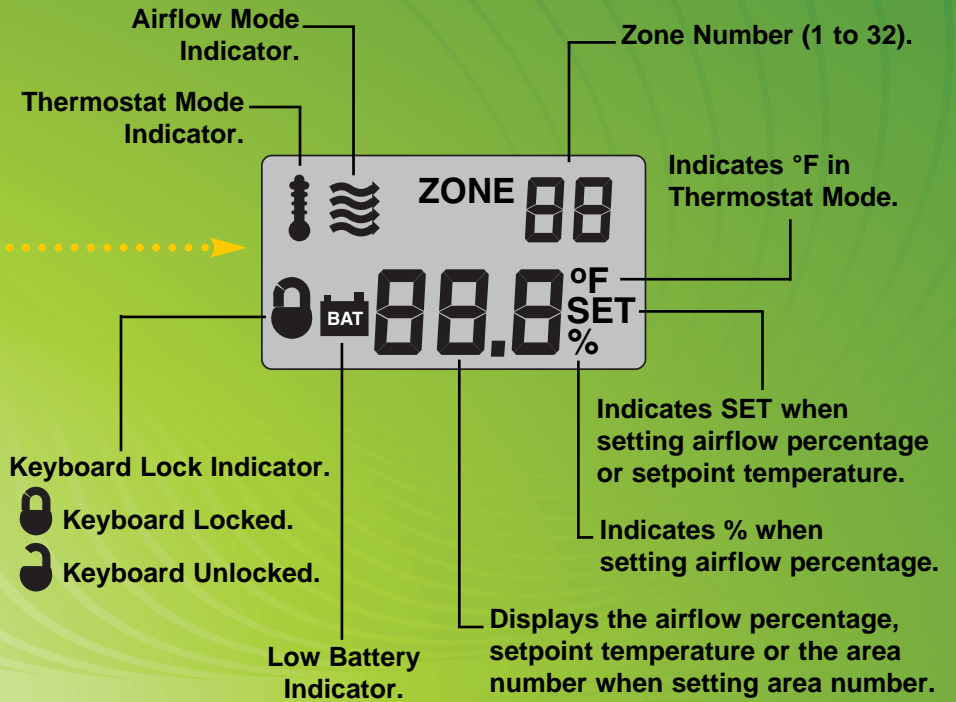 Airflow Mode
Indicator.
Zone Number (1 to 32).
Thermostat Mode
Indicator.
Indicates °F in
Thermostat Mode.
ZONE 88
BAT 88.8 ºF
SET
%
Indicates SET when
setting airflow percentage
or setpoint temperature.
Keyboard Lock Indicator.
Keyboard Locked.
Keyboard Unlocked.
Indicates % when
setting airflow percentage.
Displays the airflow percentage,
setpoint temperature or the area
number when setting area number.
Low Battery
Indicator.